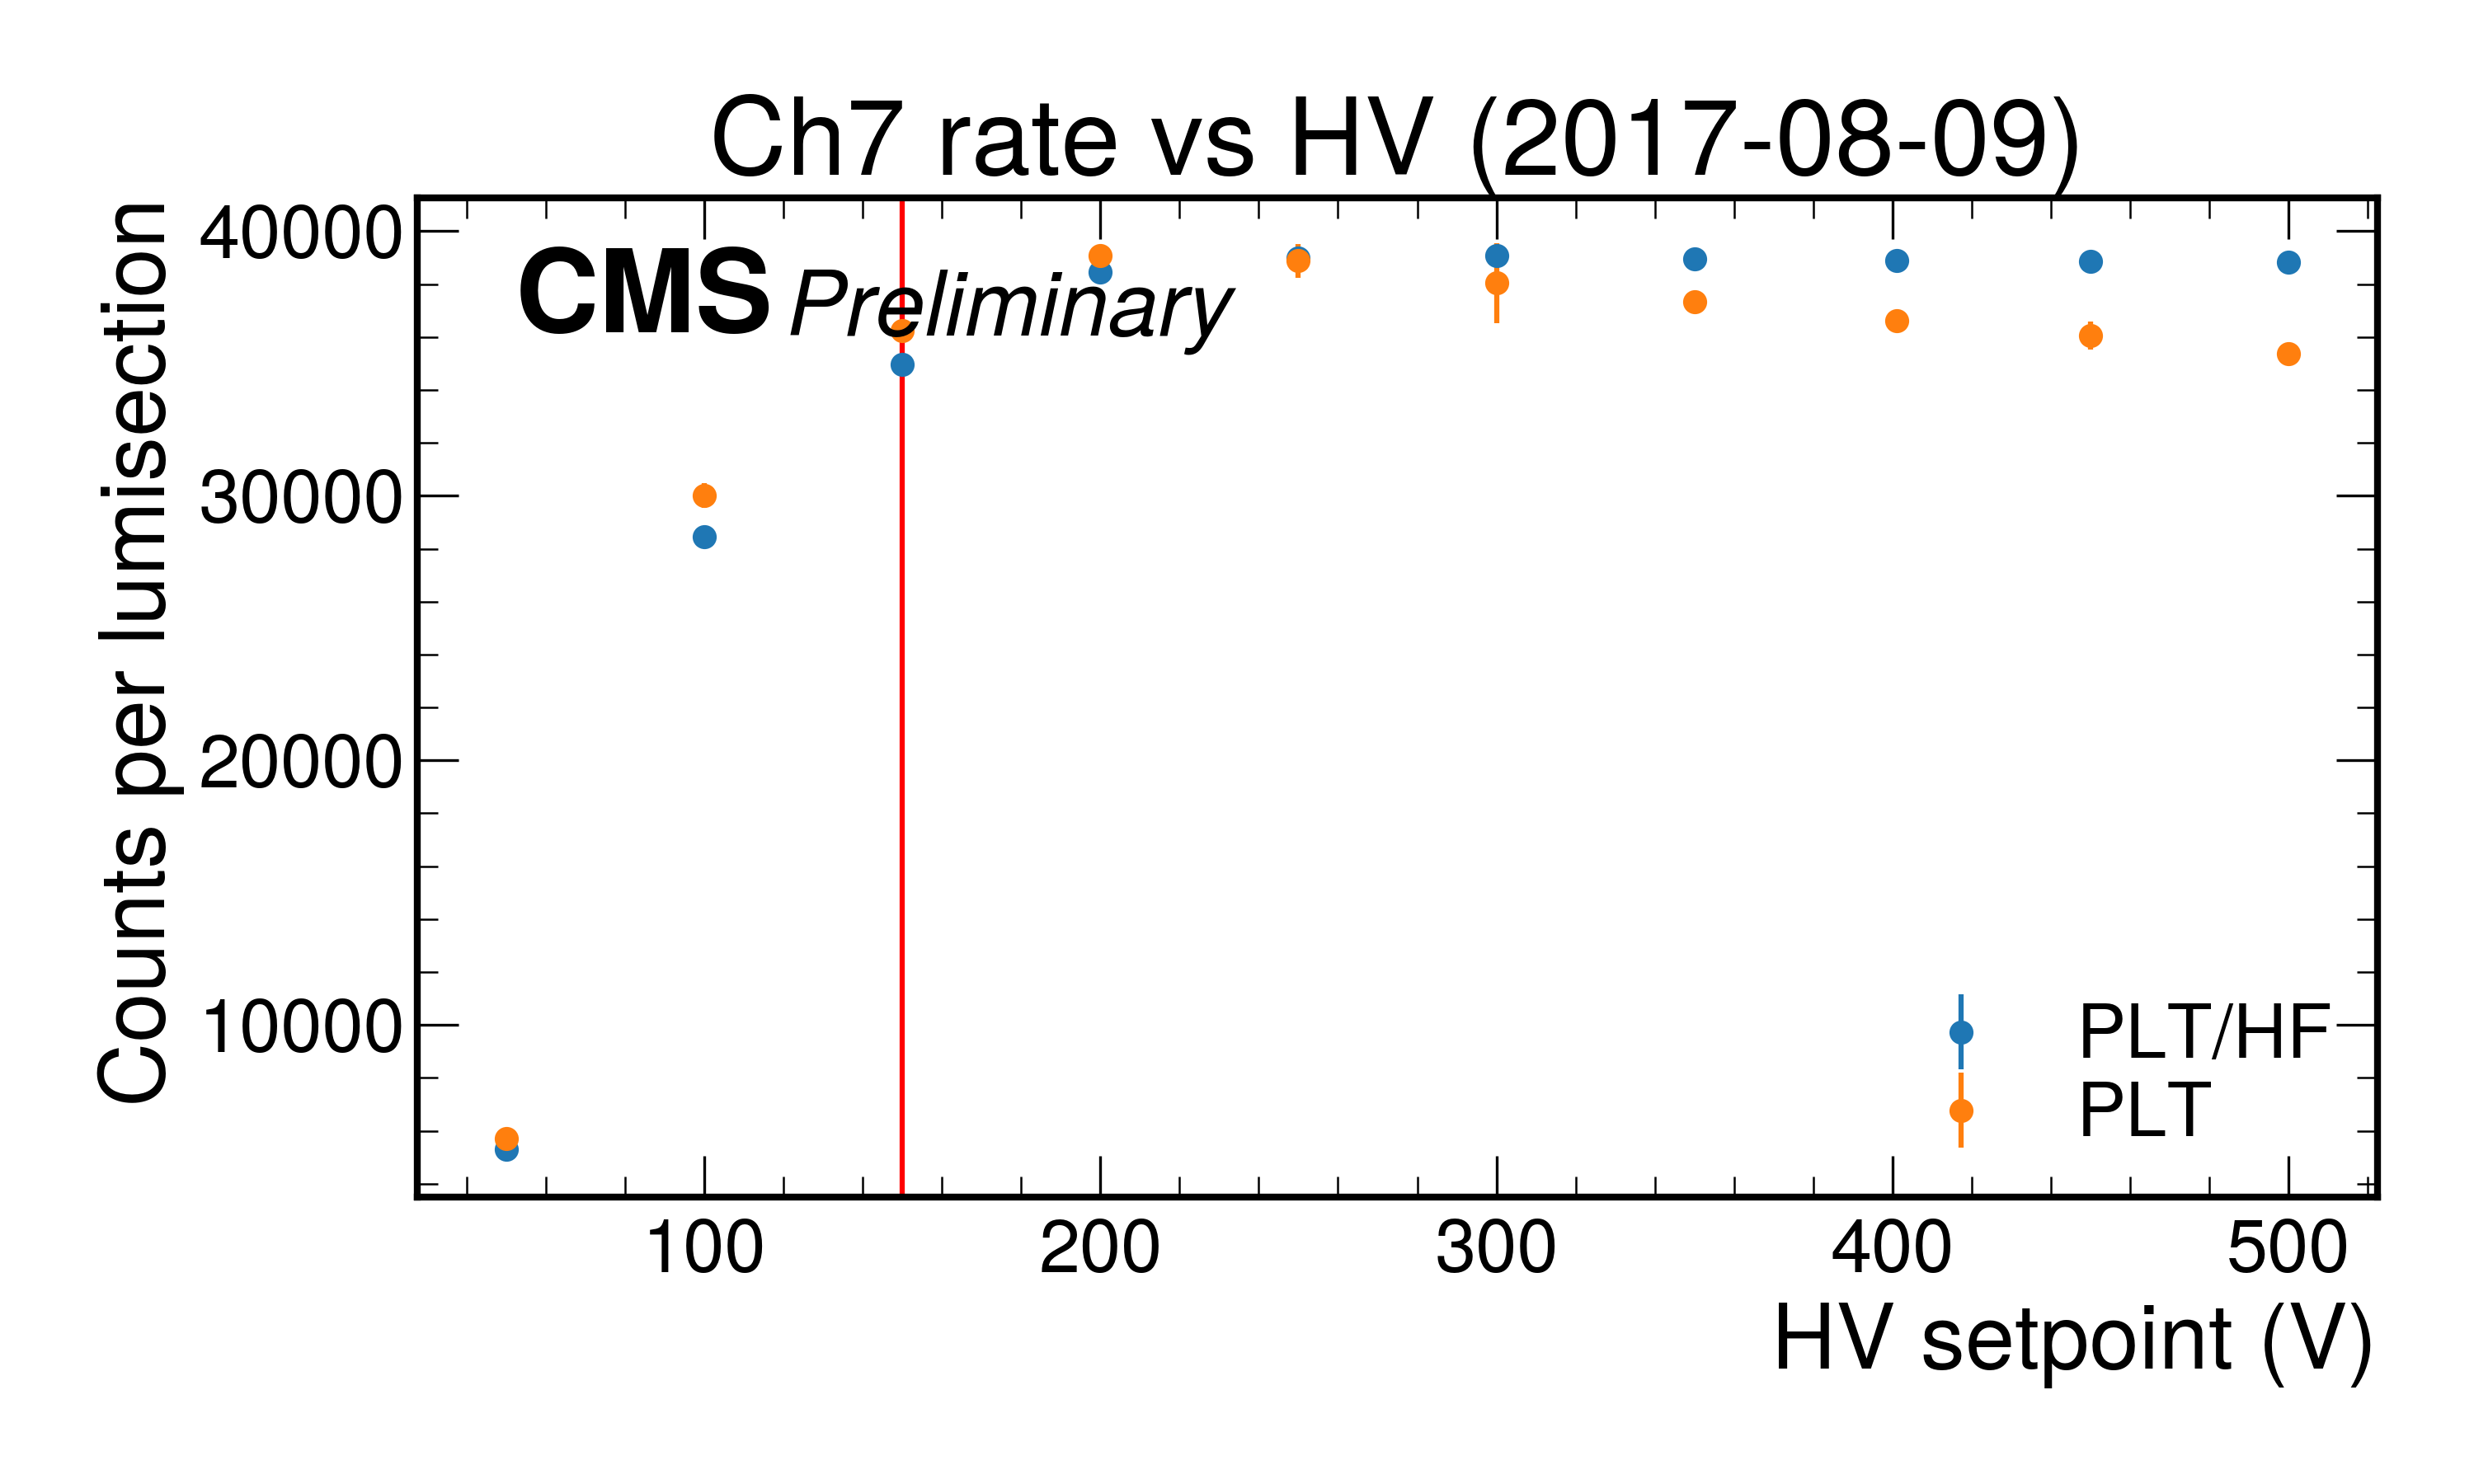 Ch7 rate vs HV (2017-08-09)
CMS Preliminary
Counts per lumisection
40000
30000
20000
10000
PLT/HF
PLT
100 200 300 400 500
HV setpoint (V)